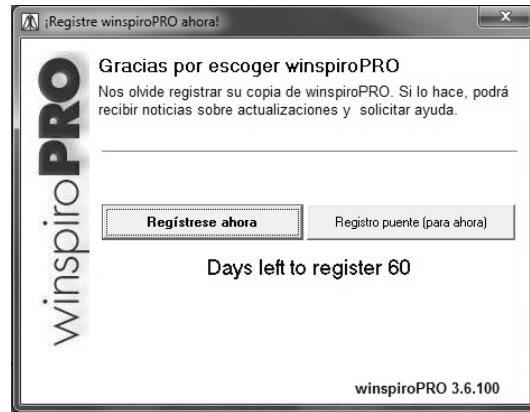 ¡Registre winspiroPRO ahora!
x
winspiroPRO
Gracias por escoger winspiroPRO
Nos olvide registrar su copia de winspiroPRO. Si lo hace, podrá
recibir noticias sobre actualizaciones y solicitar ayuda.
Regístrese ahora
Registro puente (para ahora)
Days left to register 60
winspiroPRO 3.6.100